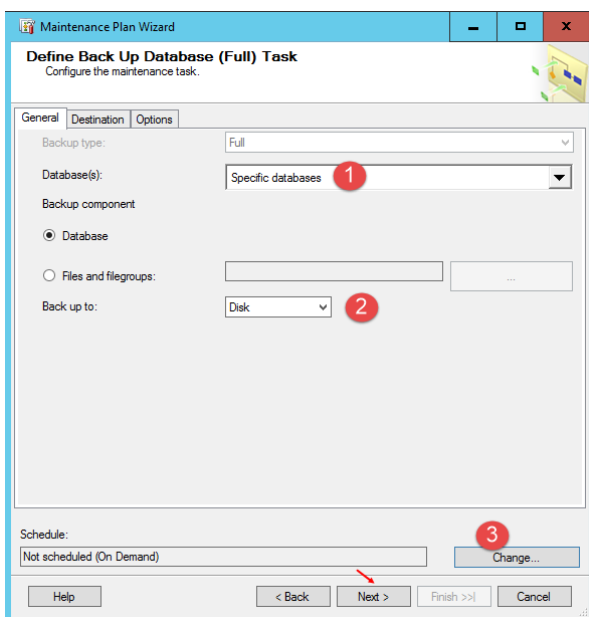 Maintenance Plan Wizard
Define Back Up Database (Full) Task
Configure the maintenance task.
General Destination Options
Backup type: Full
Database(s): Specific databases 1
Backup component
Database
Files and filegroups: ...
Back up to: Disk 2
Schedule: 3
Not scheduled (On Demand) Change...
Help < Back Next > Finish >>| Cancel